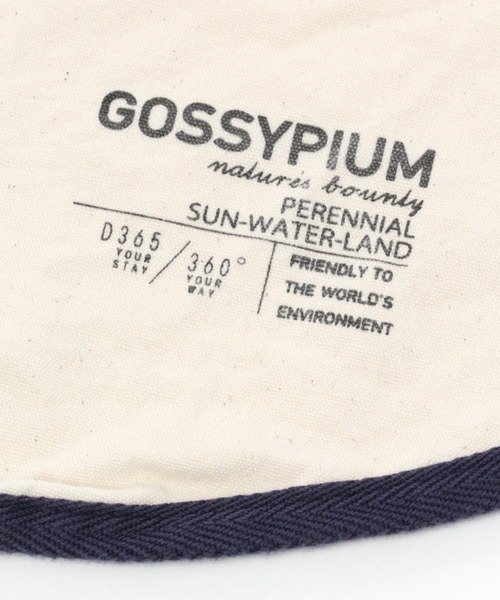 GOSSYPIUM
nature's bounty
PERENNIAL
SUN-WATER-LAND
D365
YOUR
STAY
/
360°
YOUR
WAY
FRIENDLY TO
THE WORLD'S
ENVIRONMENT